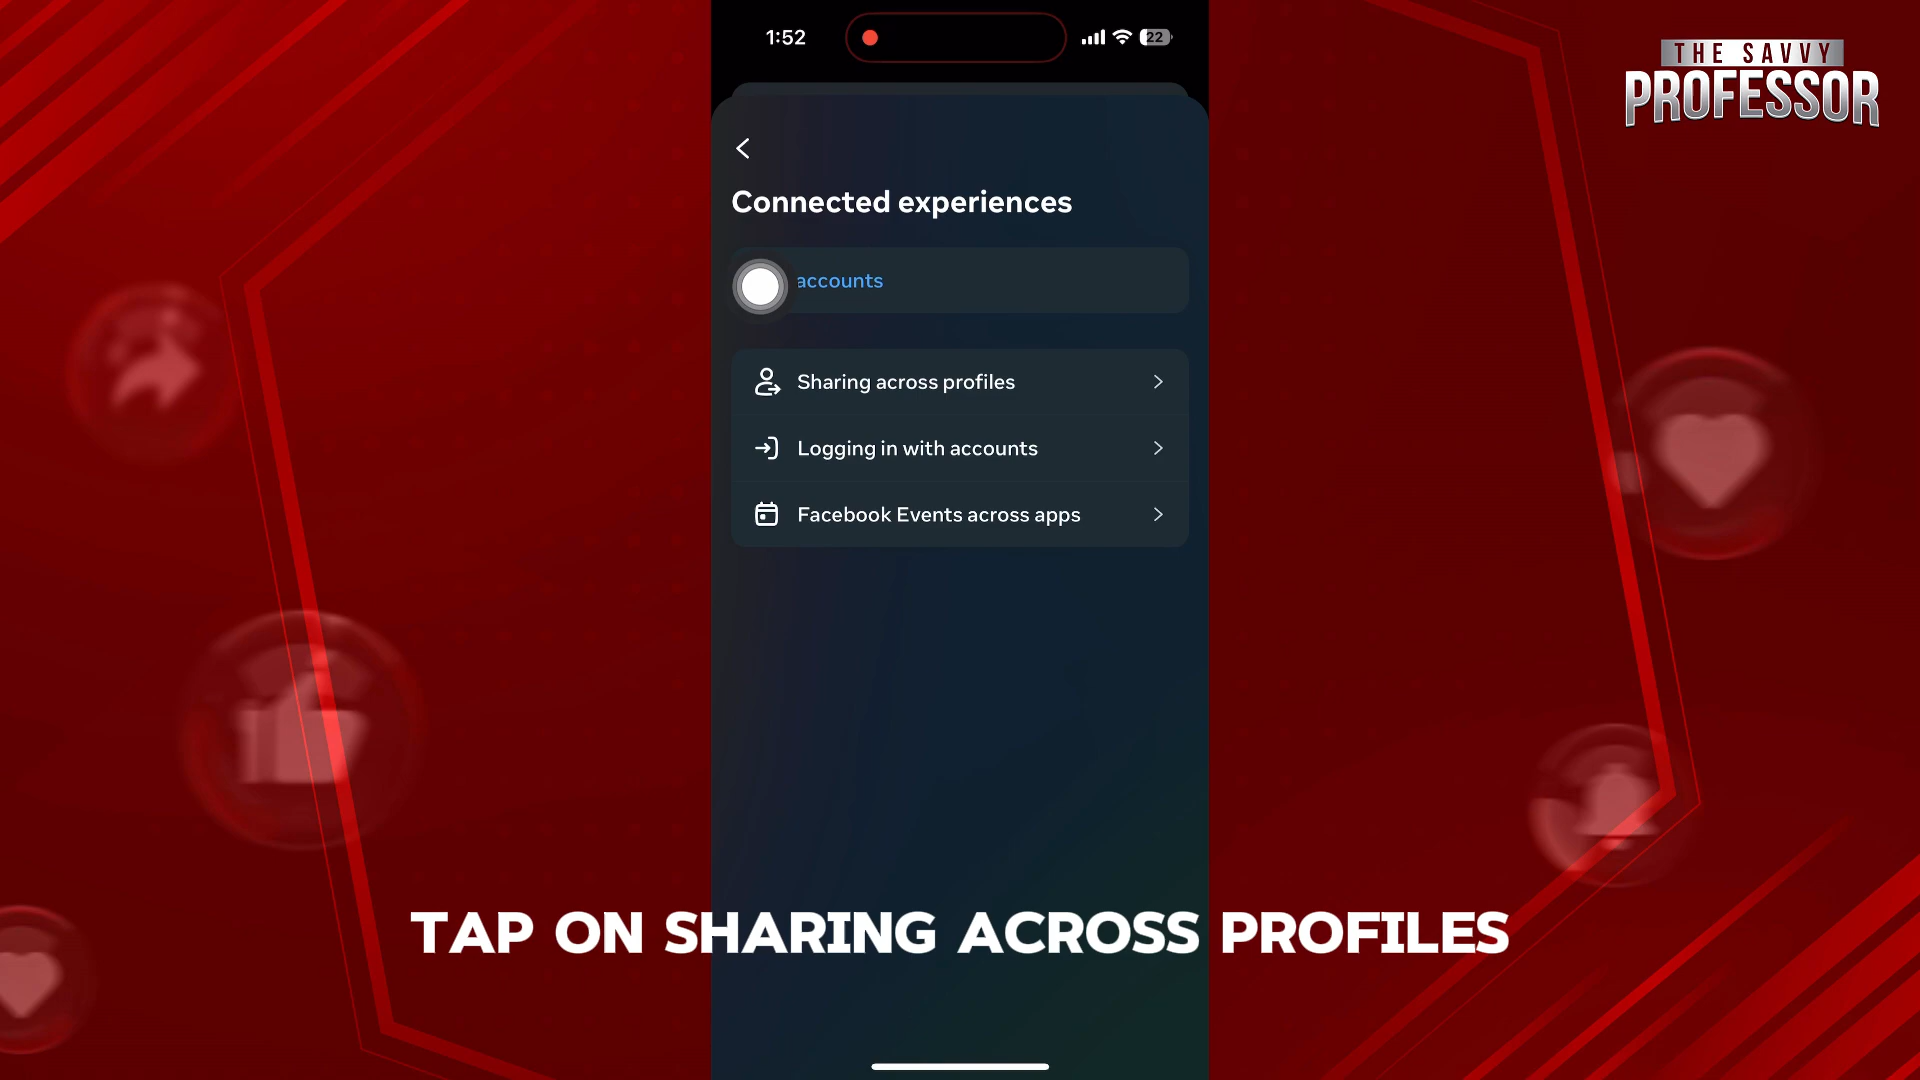 1:52
22
THE SAVVY
PROFESSOR
Connected experiences
accounts
Sharing across profiles
Logging in with accounts
Facebook Events across apps
TAP ON SHARING ACROSS PROFILES